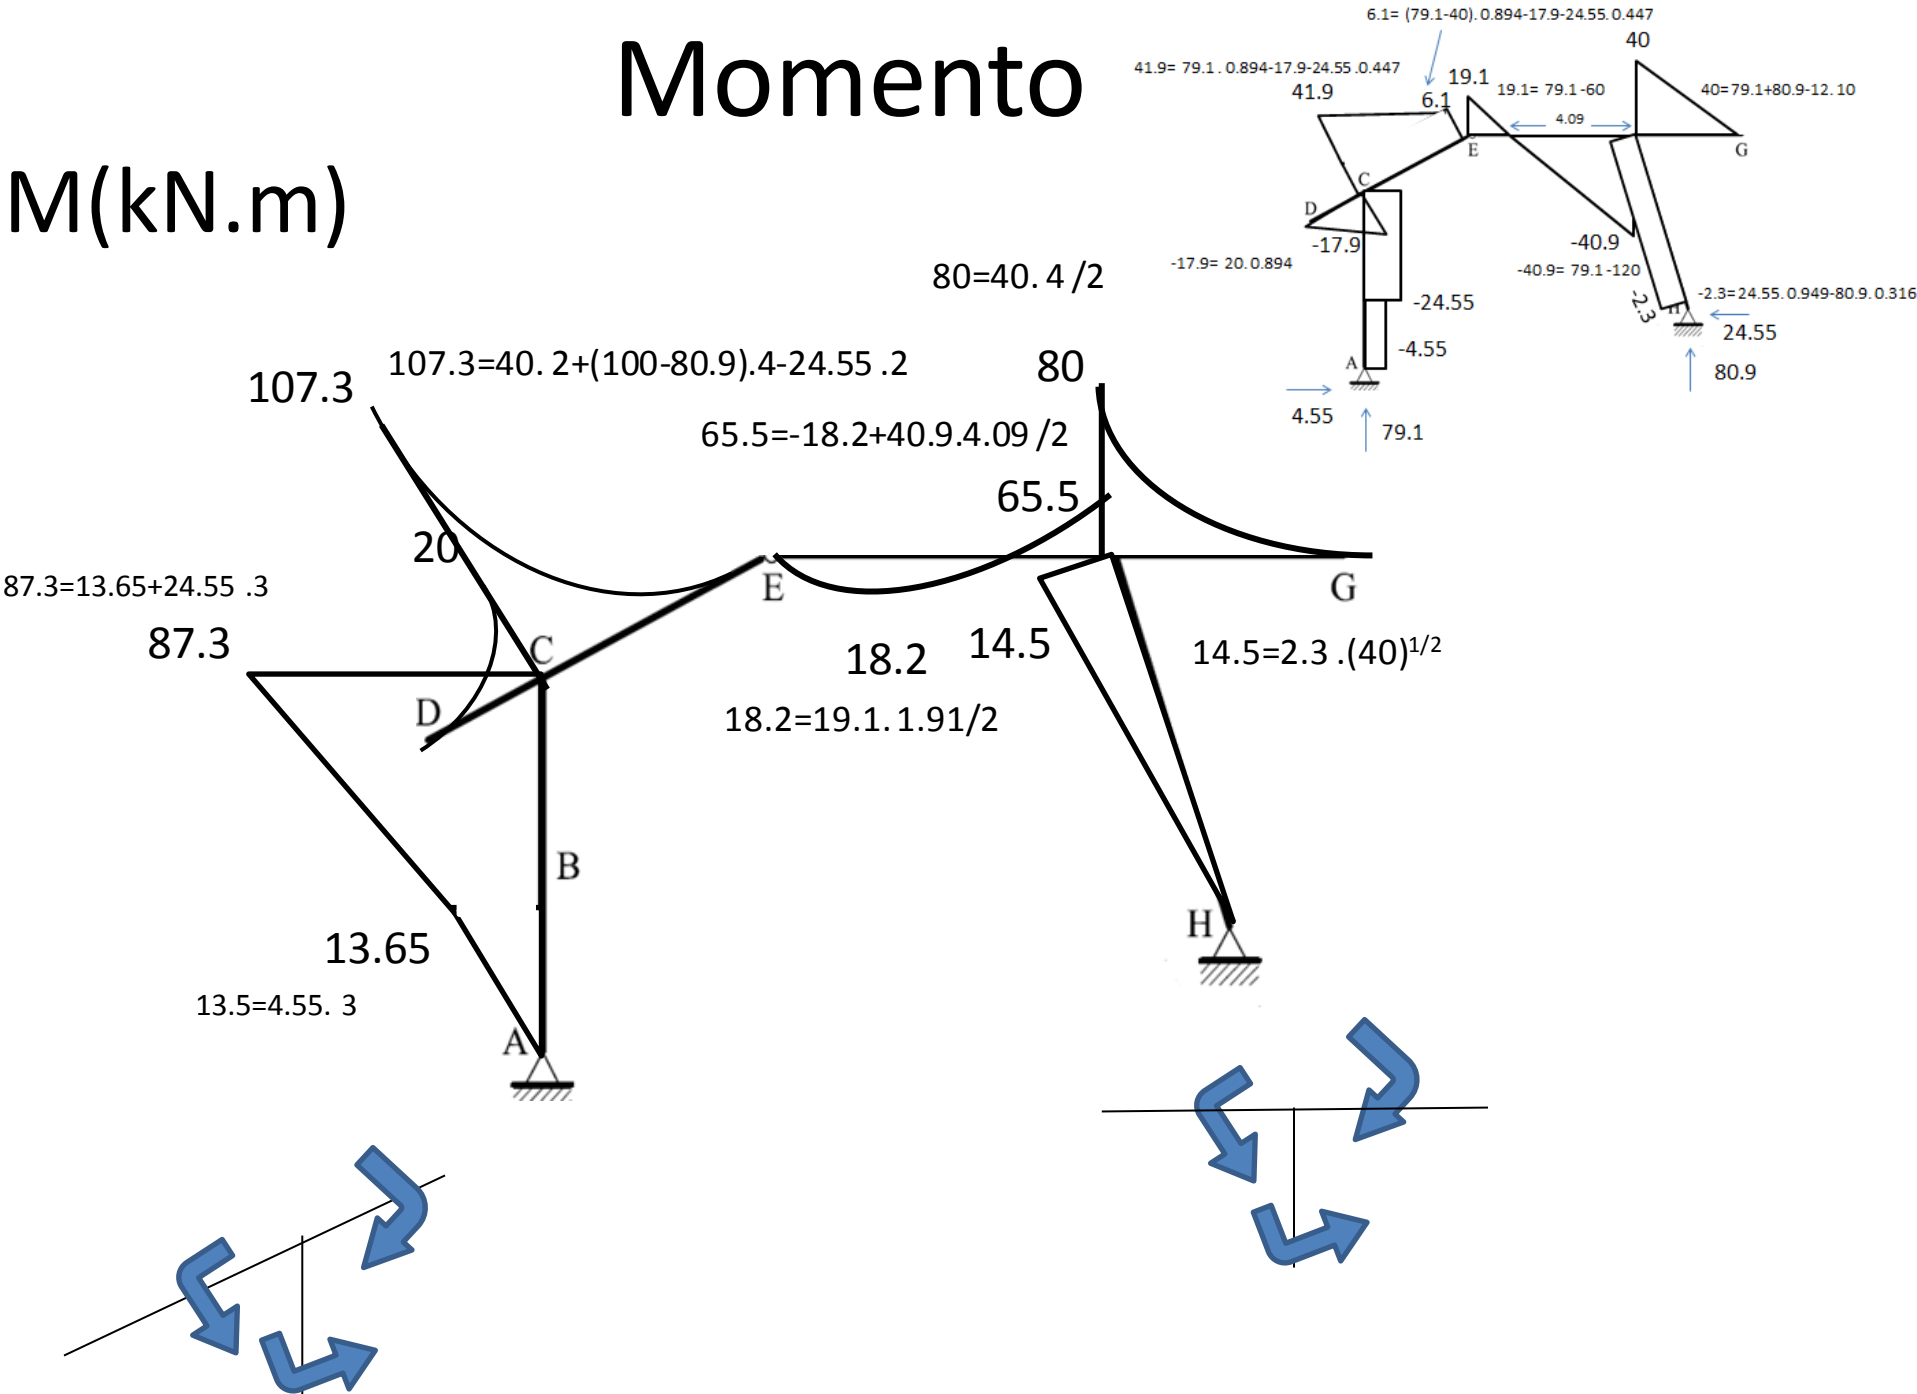 Momento
M(kN.m)
6.1= (79.1-40). 0.894-17.9-24.55. 0.447
40
41.9= 79.1 . 0.894-17.9-24.55 .0.447
41.9
6.1
19.1
19.1= 79.1 -60
40=79.1+80.9-12. 10
4.09
E
G
C
D
-17.9
-17.9= 20. 0.894
-40.9
-40.9= 79.1 -120
-24.55
-2.3
-2.3=24.55. 0.949-80.9. 0.316
H
24.55
-4.55
A
80.9
4.55
79.1
80=40. 4 /2
107.3=40. 2+(100-80.9).4-24.55 .2
80
107.3
65.5=-18.2+40.9.4.09 /2
65.5
20
87.3=13.65+24.55 .3
E
G
87.3
C
18.2
14.5
14.5=2.3 .(40)1/2
D
18.2=19.1. 1.91/2
B
H
13.65
13.5=4.55. 3
A